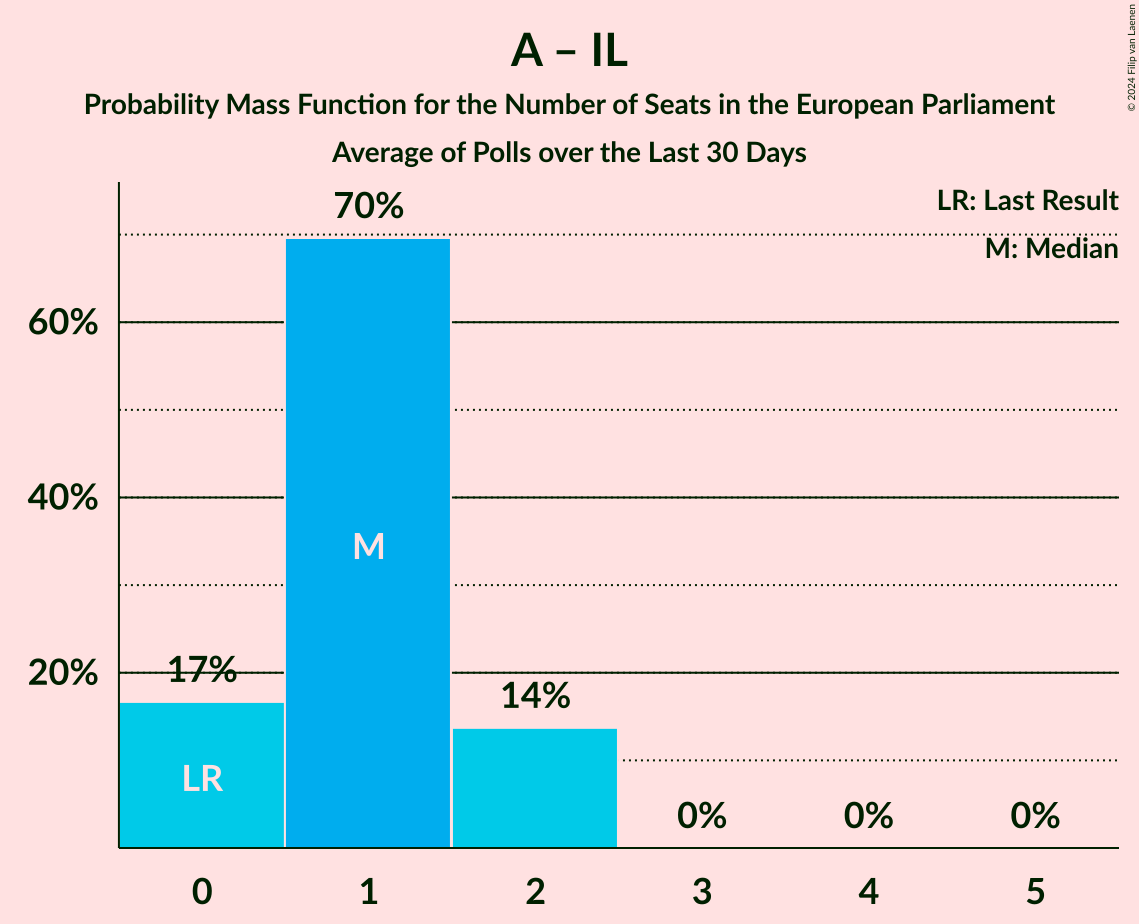 A – IL
Probability Mass Function for the Number of Seats in the European Parliament
Average of Polls over the Last 30 Days
© 2024 Filip van Laenen
LR: Last Result
M: Median
70%
60%
40%
M
20%
17%
14%
LR
0%
0%
0%
0
1
2
3
4
5